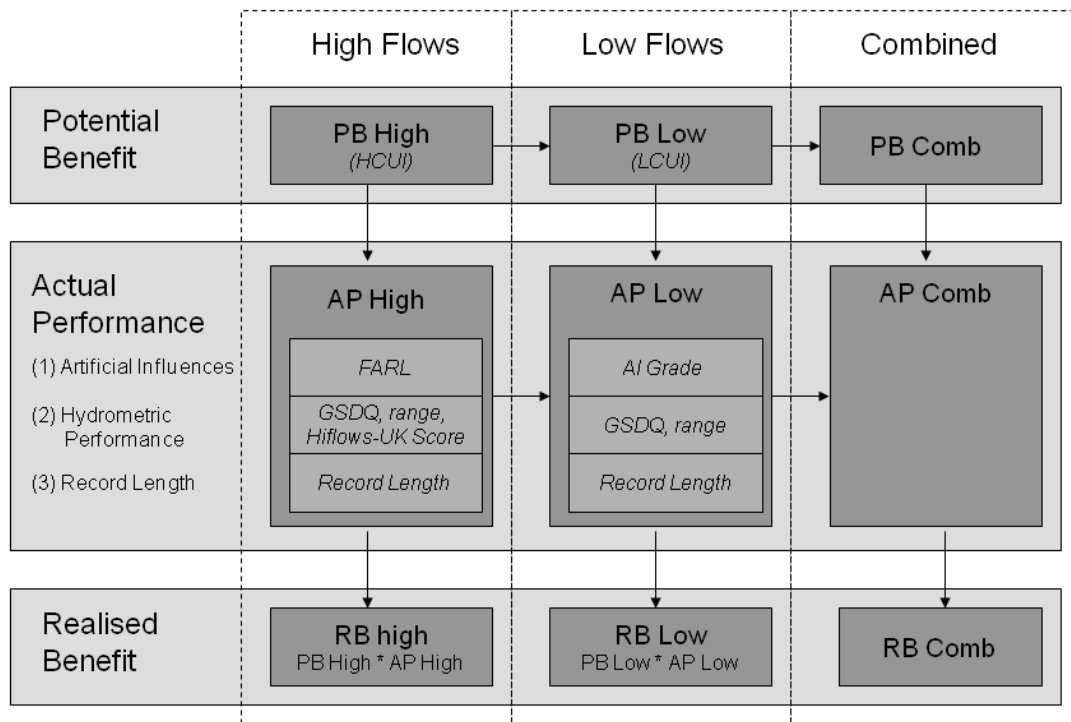 High Flows
Low Flows
Combined
Potential
Benefit
PB High
(HCUI)
PB Low
(LCUI)
PB Comb
Actual
Performance
(1) Artificial Influences
(2) Hydrometric
Performance
(3) Record Length
AP High
FARL
GSDQ, range,
Hiflows-UK Score
Record Length
AP Low
AI Grade
GSDQ, range
Record Length
AP Comb
Realised
Benefit
RB high
PB High * AP High
RB Low
PB Low * AP Low
RB Comb